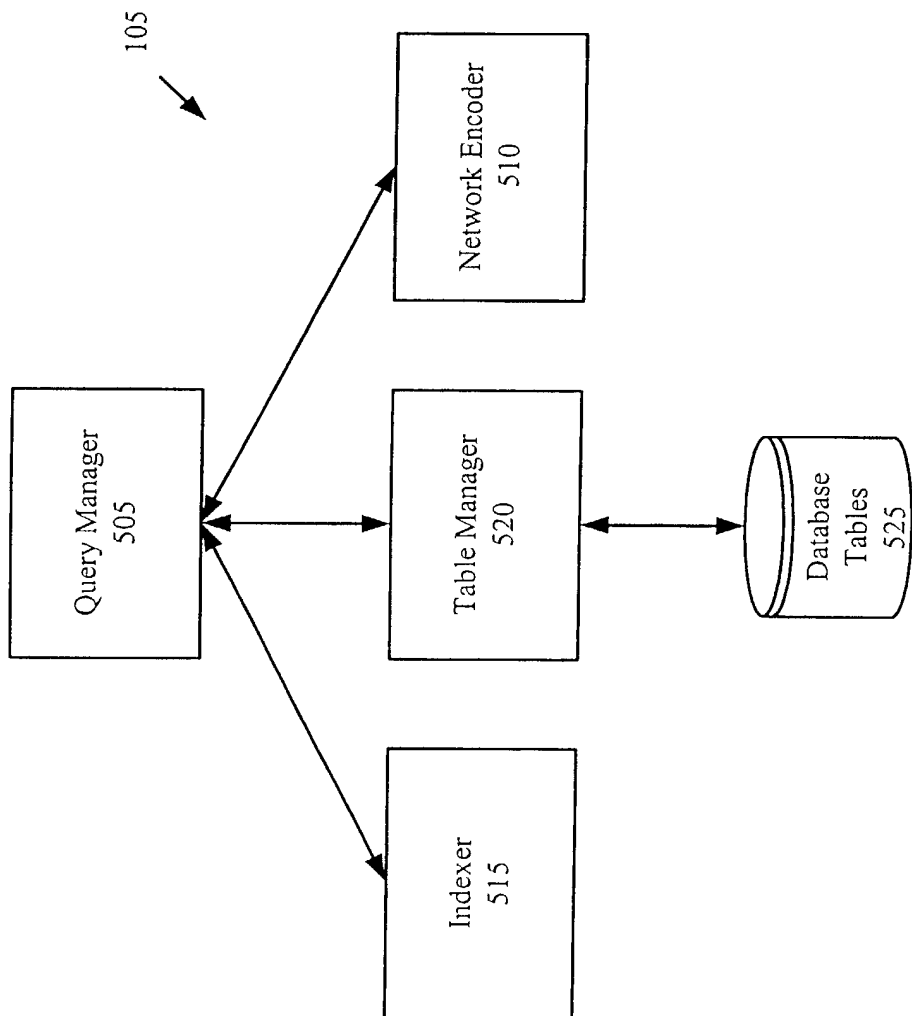 105
Query Manager
505
Network Encoder
510
Table Manager
520
Indexer
515
Database
Tables
525